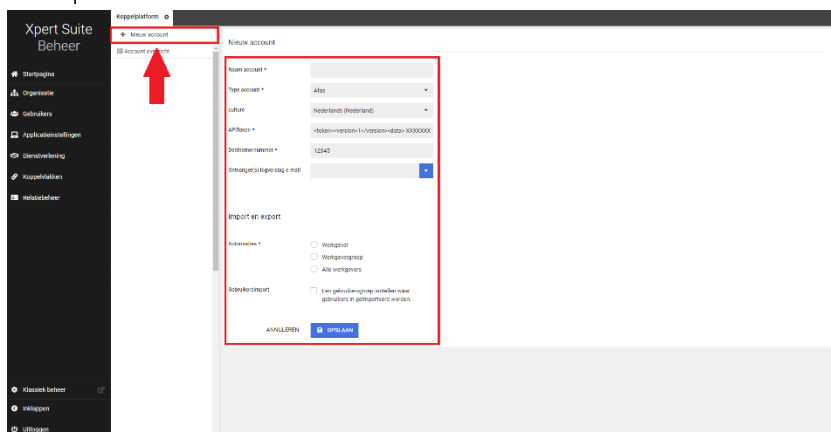 Xpert Suite
Beheer
Startpagina
Organisatie
Gebruikers
Applicatieinstellingen
Dienstverlening
Koppelvlakken
Relatiebeheer
Klassiek beheer
Inklappen
Uitloggen
Koppelplatform
+ Nieuw account
Account overzicht
Nieuw account
Naam account *
Type account * Afas
culture Nederlands (Nederland)
APIToken * <token><version>1</version><data>XXXXXXX
Deelnemernummer * 12345
Ontvanger(s) logverslag e-mail
Import en export
Autorisaties * Werkgever
Werkgevergroep
Alle werkgevers
Gebruikersimport Een gebruikersgroep instellen waar
gebruikers in geïmporteerd worden.
ANNULEREN OPSLAAN